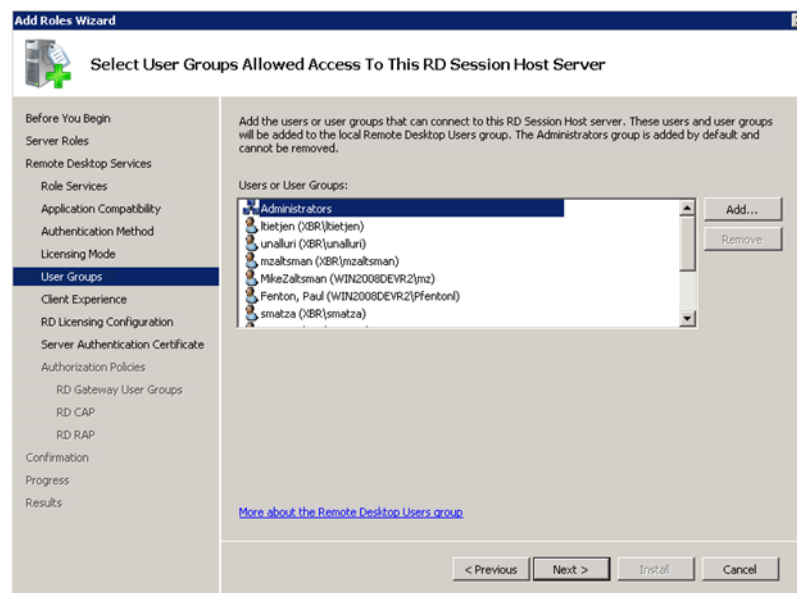 Add Roles Wizard
Select User Groups Allowed Access To This RD Session Host Server
Before You Begin
Server Roles
Remote Desktop Services
Role Services
Application Compatibility
Authentication Method
Licensing Mode
User Groups
Client Experience
RD Licensing Configuration
Server Authentication Certificate
Authorization Policies
RD Gateway User Groups
RD CAP
RD RAP
Confirmation
Progress
Results
Add the users or user groups that can connect to this RD Session Host server. These users and user groups
will be added to the local Remote Desktop Users group. The Administrators group is added by default and
cannot be removed.
Users or User Groups:
Administrators
ltietjen (XBR\ltietjen)
unalluri (XBR\unalluri)
mzaltsman (XBR\mzaltsman)
MikeZaltsman (WIN2008DEVR2\mz)
Fenton, Paul (WIN2008DEVR2\Pfentonl)
smatza (XBR\smatza)
Add...
Remove
More about the Remote Desktop Users group
< Previous
Next >
Install
Cancel